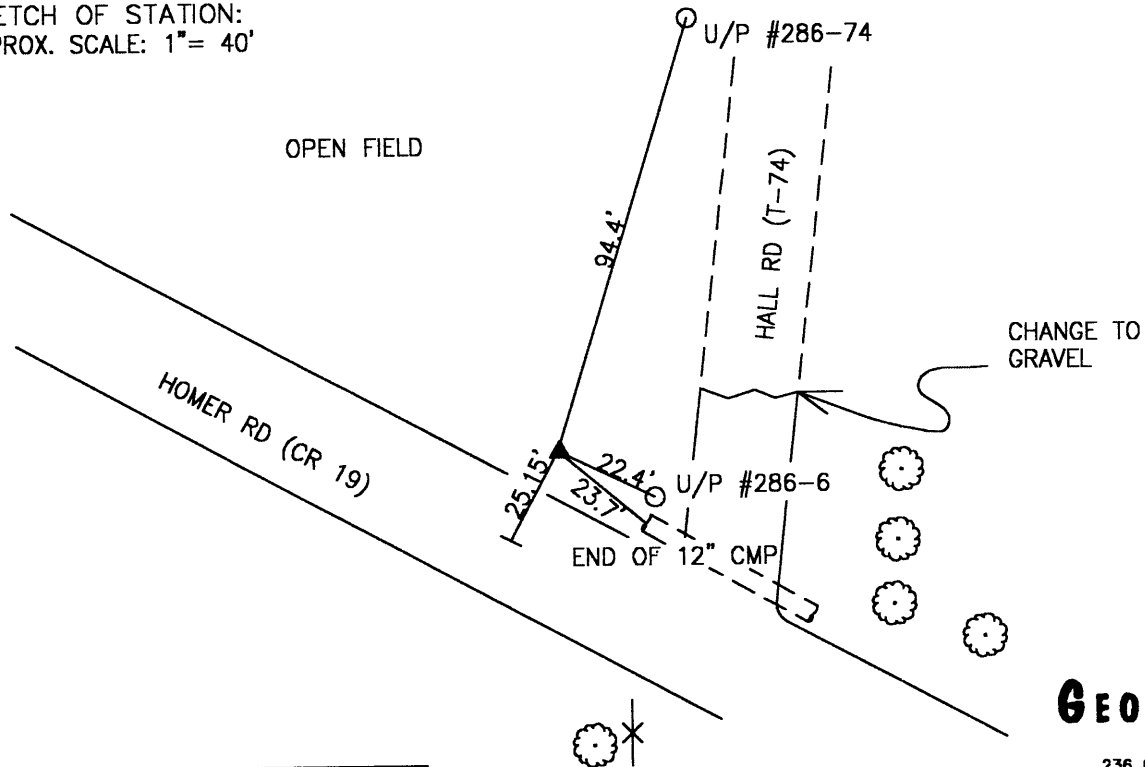 ETCH OF STATION:
PROX. SCALE: 1"= 40'
U/P #286-74
OPEN FIELD
94.4'
HALL RD (T-74)
CHANGE TO
GRAVEL
HOMER RD (CR 19)
25.15'
22.4'
U/P #286-6
23.7'
END OF 12" CMP
GEO
236